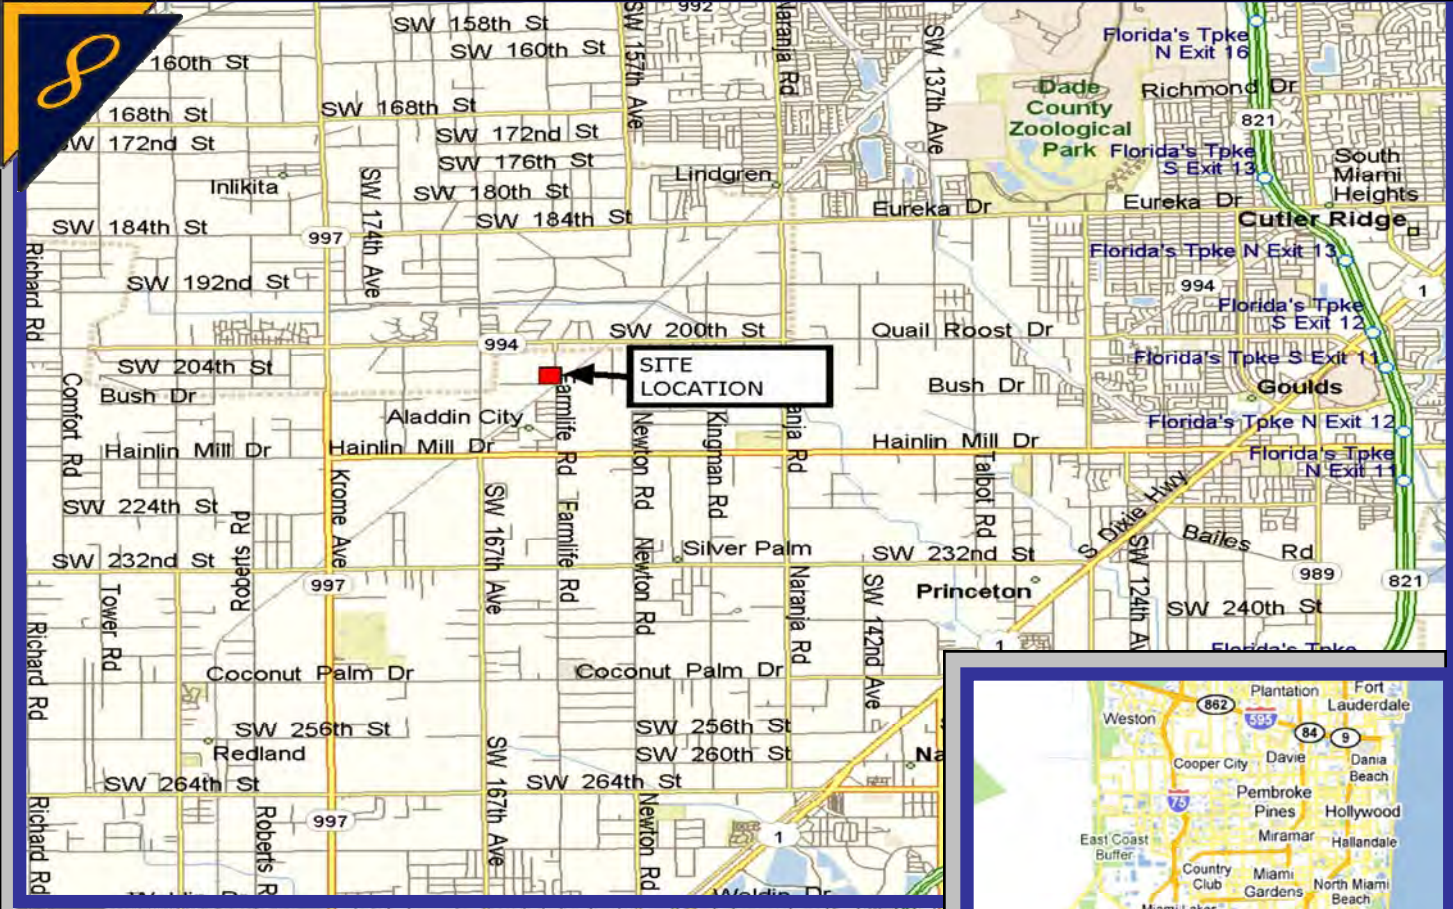 8
SW 158th St
992
SW 160th St
160th St
SW 157th Ave
Naranja Rd
SW 137th Ave
Florida's Tpke
N Exit 16
Dade
County
Zoological
Park
Richmond Dr
821
168th St
SW 168th St
SW 172nd St
SW 172nd St
SW 176th St
Florida's Tpke
S Exit 13
South
Miami
Heights
Inlikita
SW 174th Ave
SW 180th St
Lindgren
SW 184th St
SW 184th St
997
Eureka Dr
Eureka Dr
Cutler Ridge
Richard Rd
Florida's Tpke N Exit 13
SW 192nd St
994
1
Florida's Tpke
S Exit 12
SW 200th St
Quail Roost Dr
994
Florida's Tpke S Exit 11
SW 204th St
SITE
LOCATION
Bush Dr
Bush Dr
Goulds
Comfort Rd
Aladdin City
Farmlife Rd
Newton Rd
Kingman Rd
anja Rd
Florida's Tpke N Exit 12
Hainlin Mill Dr
Hainlin Mill Dr
Hainlin Mill Dr
Florida's Tpke
N Exit 11
Talbot Rd
Krome Ave
SW 167th Ave
Farmlife Rd
SW 224th St
Roberts Rd
Newton Rd
S Dixie Hwy
Bailes Rd
SW 124th Av
SW 232nd St
Silver Palm
SW 232nd St
997
989
821
Tower Rd
Naranja Rd
SW 142nd Ave
Princeton
SW 240th St
Richard Rd
1
Florida's Tpke
Coconut Palm Dr
Coconut Palm Dr
SW 256th St
SW 256th St
Redland
SW 260th St
Na
SW 167th Ave
SW 264th St
SW 264th St
Richard Rd
Roberts R
997
Newton Rd
1
Waldin Dr
Plantation
Fort
Lauderdale
862
Weston
595
84
9
Cooper City
Davie
Dania
Beach
75
Pembroke
Pines
Hollywood
Miramar
Hallandale
East Coast
Buffer
Country
Club
Miami
Gardens
North Miami
Beach